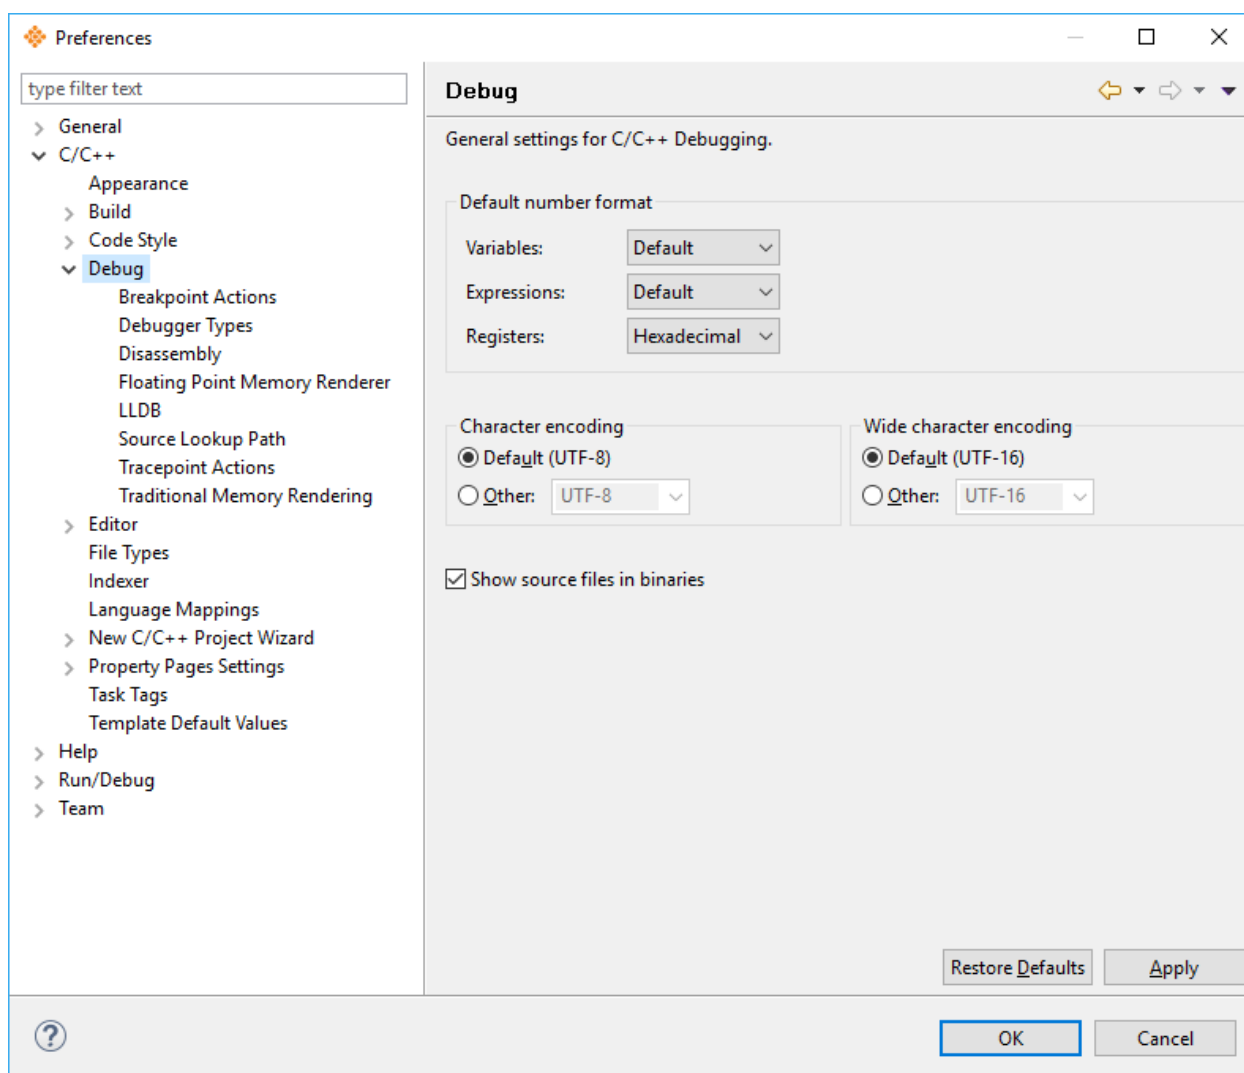 Preferences
type filter text
General
C/C++
Appearance
Build
Code Style
Debug
Breakpoint Actions
Debugger Types
Disassembly
Floating Point Memory Renderer
LLDB
Source Lookup Path
Tracepoint Actions
Traditional Memory Rendering
Editor
File Types
Indexer
Language Mappings
New C/C++ Project Wizard
Property Pages Settings
Task Tags
Template Default Values
Help
Run/Debug
Team
Debug
General settings for C/C++ Debugging.
Default number format
Variables: Default
Expressions: Default
Registers: Hexadecimal
Character encoding
Default (UTF-8)
Other: UTF-8
Wide character encoding
Default (UTF-16)
Other: UTF-16
Show source files in binaries
Restore Defaults Apply
? OK Cancel